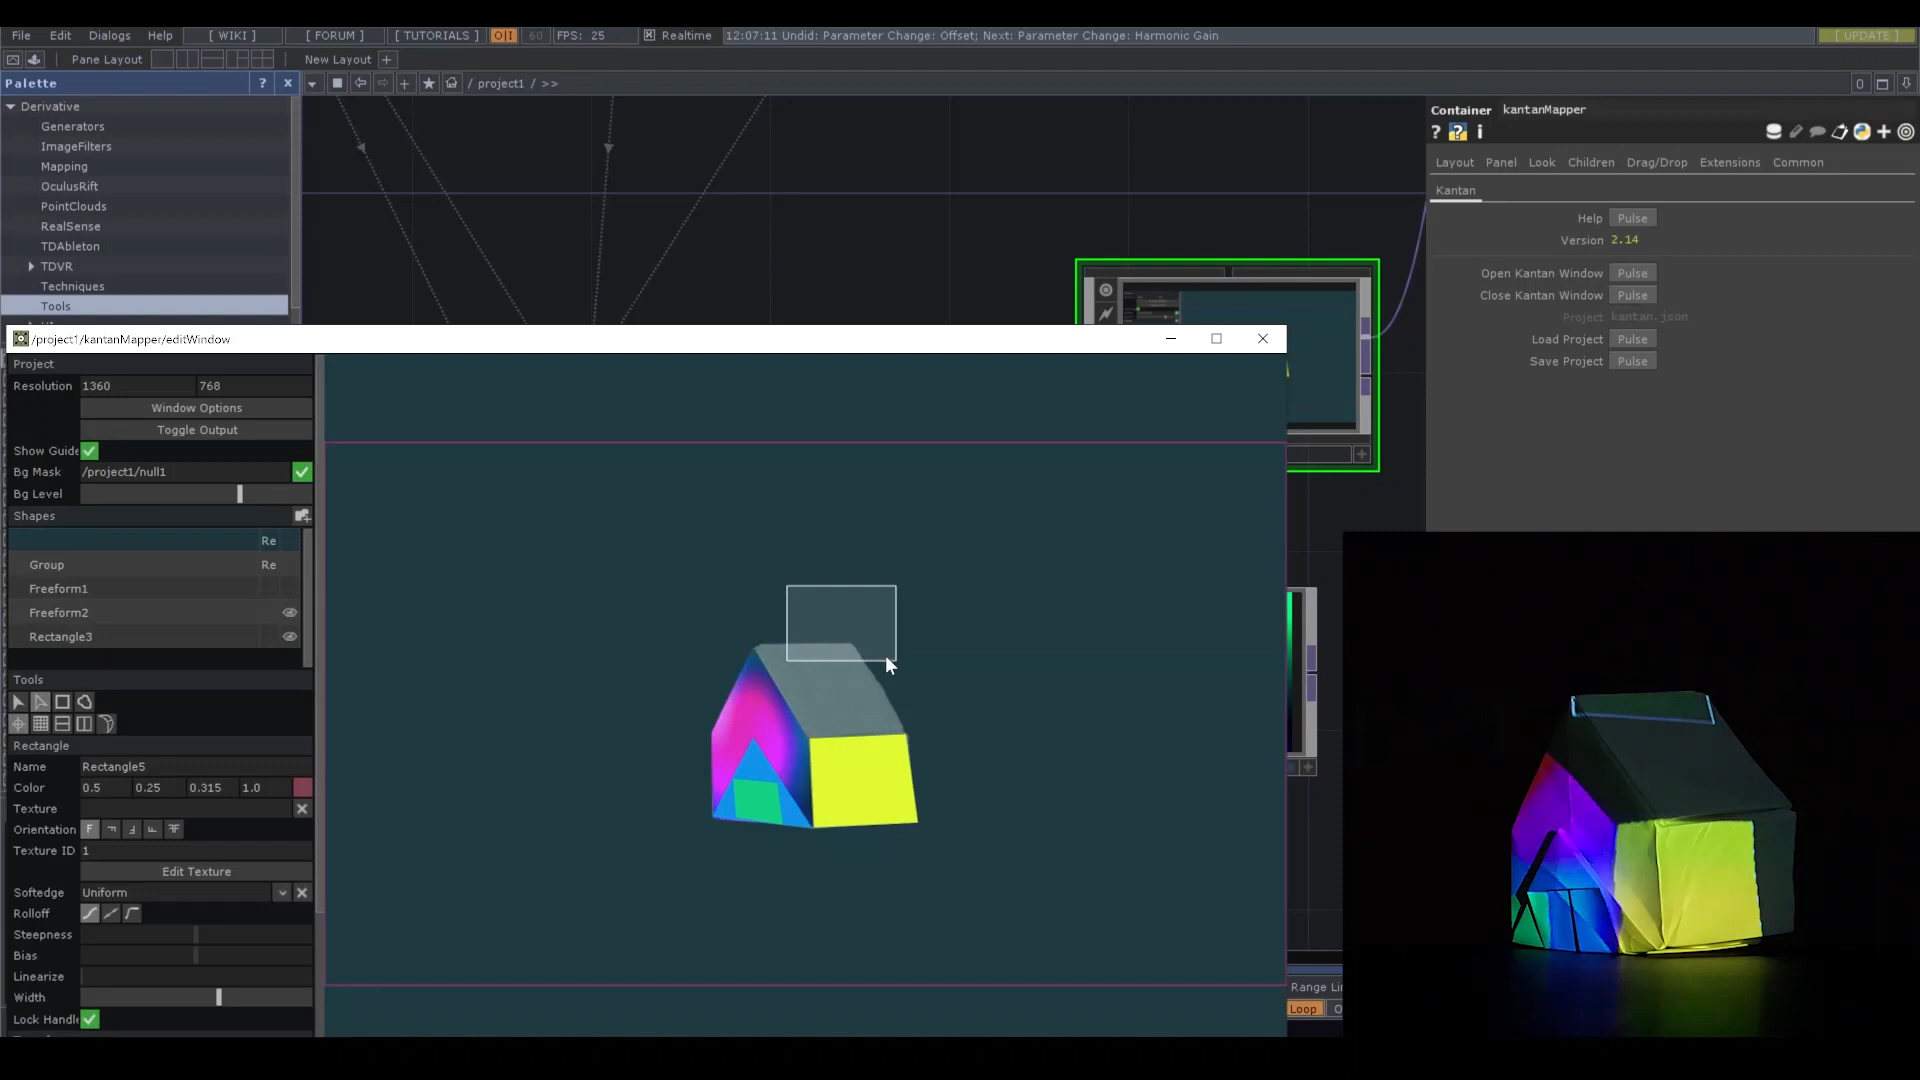 File Edit Dialogs Help [ WIKI ] [ FORUM ] [ TUTORIALS ] O|I 60 FPS: 25 Realtime 12:07:11 Undid: Parameter Change: Offset; Next: Parameter Change: Harmonic Gain [ UPDATE ]
Pane Layout New Layout +
Palette ? x / project1 / >> 0
Derivative
Generators
ImageFilters
Mapping
OculusRift
PointClouds
RealSense
TDAbleton
TDVR
Techniques
Tools
Container kantanMapper
? ? i
Layout Panel Look Children Drag/Drop Extensions Common
Kantan
Help Pulse
Version 2.14
Open Kantan Window Pulse
Close Kantan Window Pulse
Project kantan.json
Load Project Pulse
Save Project Pulse
/project1/kantanMapper/editWindow
Project
Resolution 1360 768
Window Options
Toggle Output
Show Guide
Bg Mask /project1/null1
Bg Level
Shapes
Re
Group Re
Freeform1
Freeform2
Rectangle3
Tools
Rectangle
Name Rectangle5
Color 0.5 0.25 0.315 1.0
Texture
Orientation F
Texture ID 1
Edit Texture
Softedge Uniform
Rolloff
Steepness
Bias
Linearize
Width
Lock Handle
Range Li
Loop O